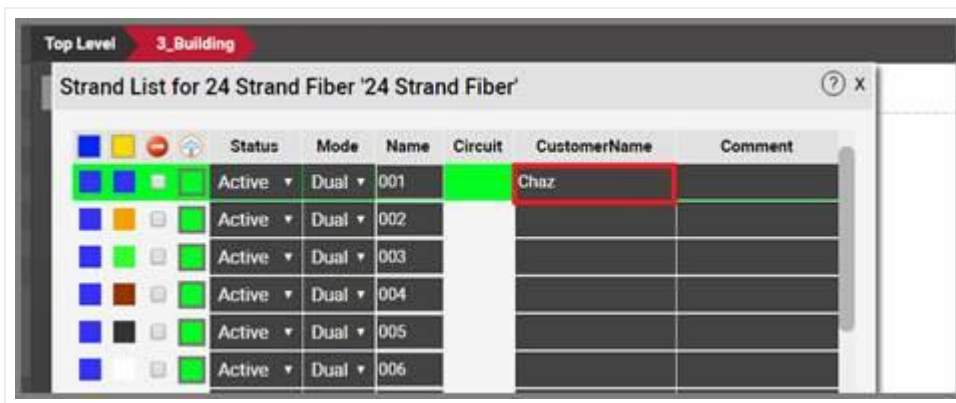 Top Level 3_Building
Strand List for 24 Strand Fiber '24 Strand Fiber' ? x
Status Mode Name Circuit CustomerName Comment
Active Dual 001 Chaz
Active Dual 002
Active Dual 003
Active Dual 004
Active Dual 005
Active Dual 006